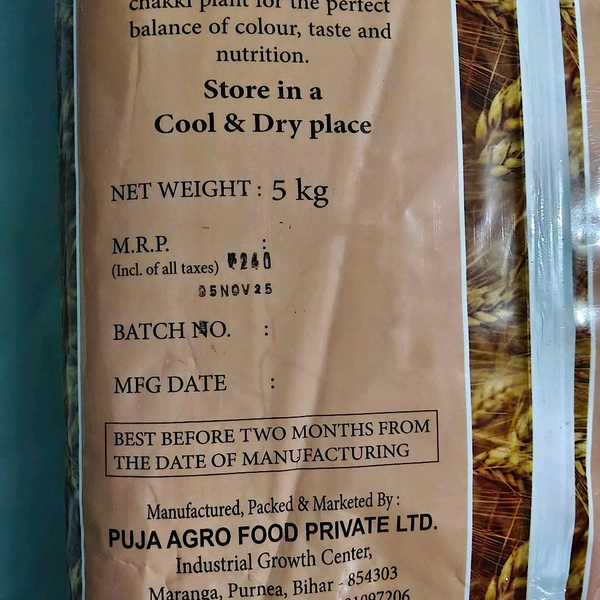 chakki plant for the perfect
balance of colour, taste and
nutrition.
Store in a
Cool & Dry place
NET WEIGHT : 5 kg
M.R.P. :
(Incl. of all taxes) ₹240
05NOV25
BATCH NO. :
MFG DATE :
BEST BEFORE TWO MONTHS FROM
THE DATE OF MANUFACTURING
Manufactured, Packed & Marketed By :
PUJA AGRO FOOD PRIVATE LTD.
Industrial Growth Center,
Maranga, Purnea, Bihar - 854303